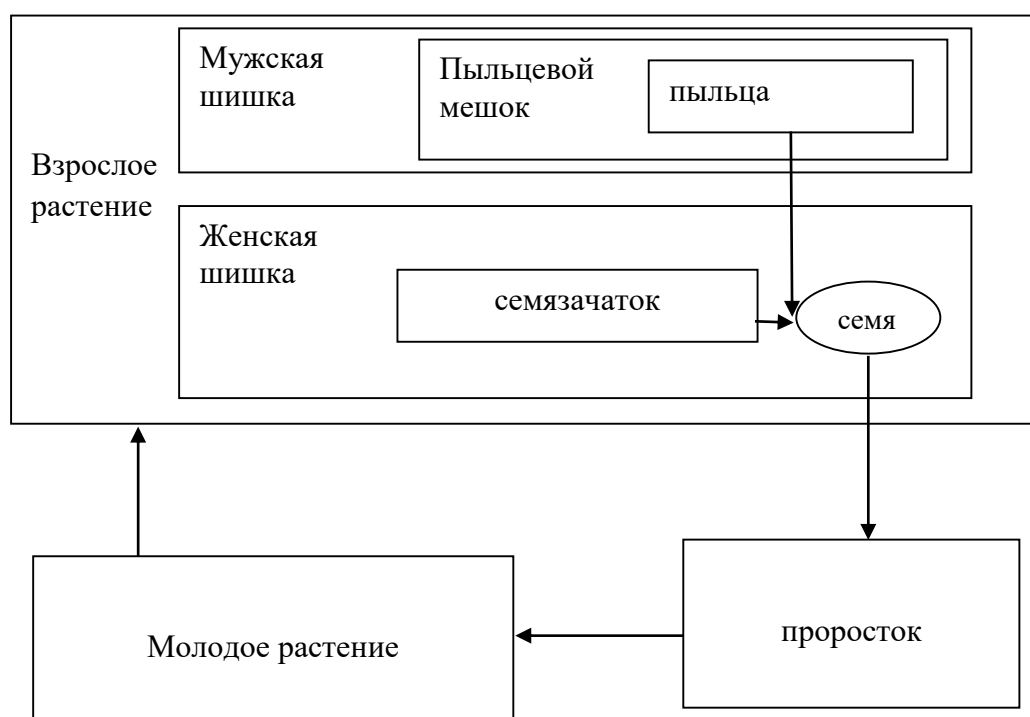 Мужская
шишка
Пыльцевой
мешок
пыльца
Взрослое
растение
Женская
шишка
семязачаток
семя
Молодое растение
проросток